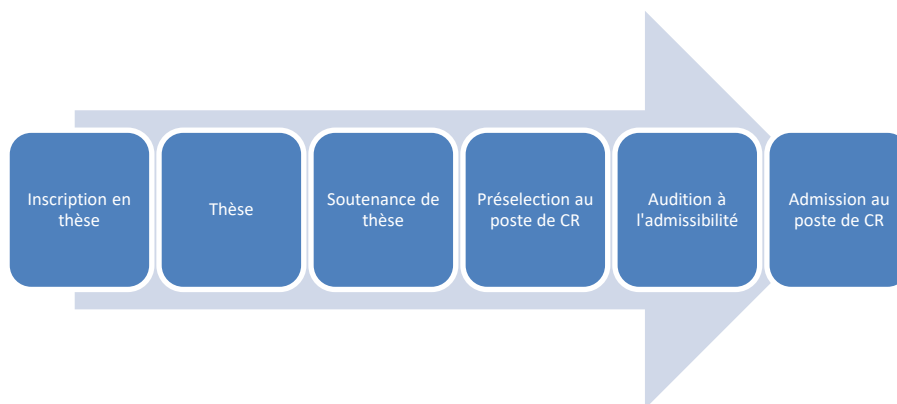 Inscription en
thèse
Thèse
Soutenance de
thèse
Préselection au
poste de CR
Audition à
l'admissibilité
Admission au
poste de CR